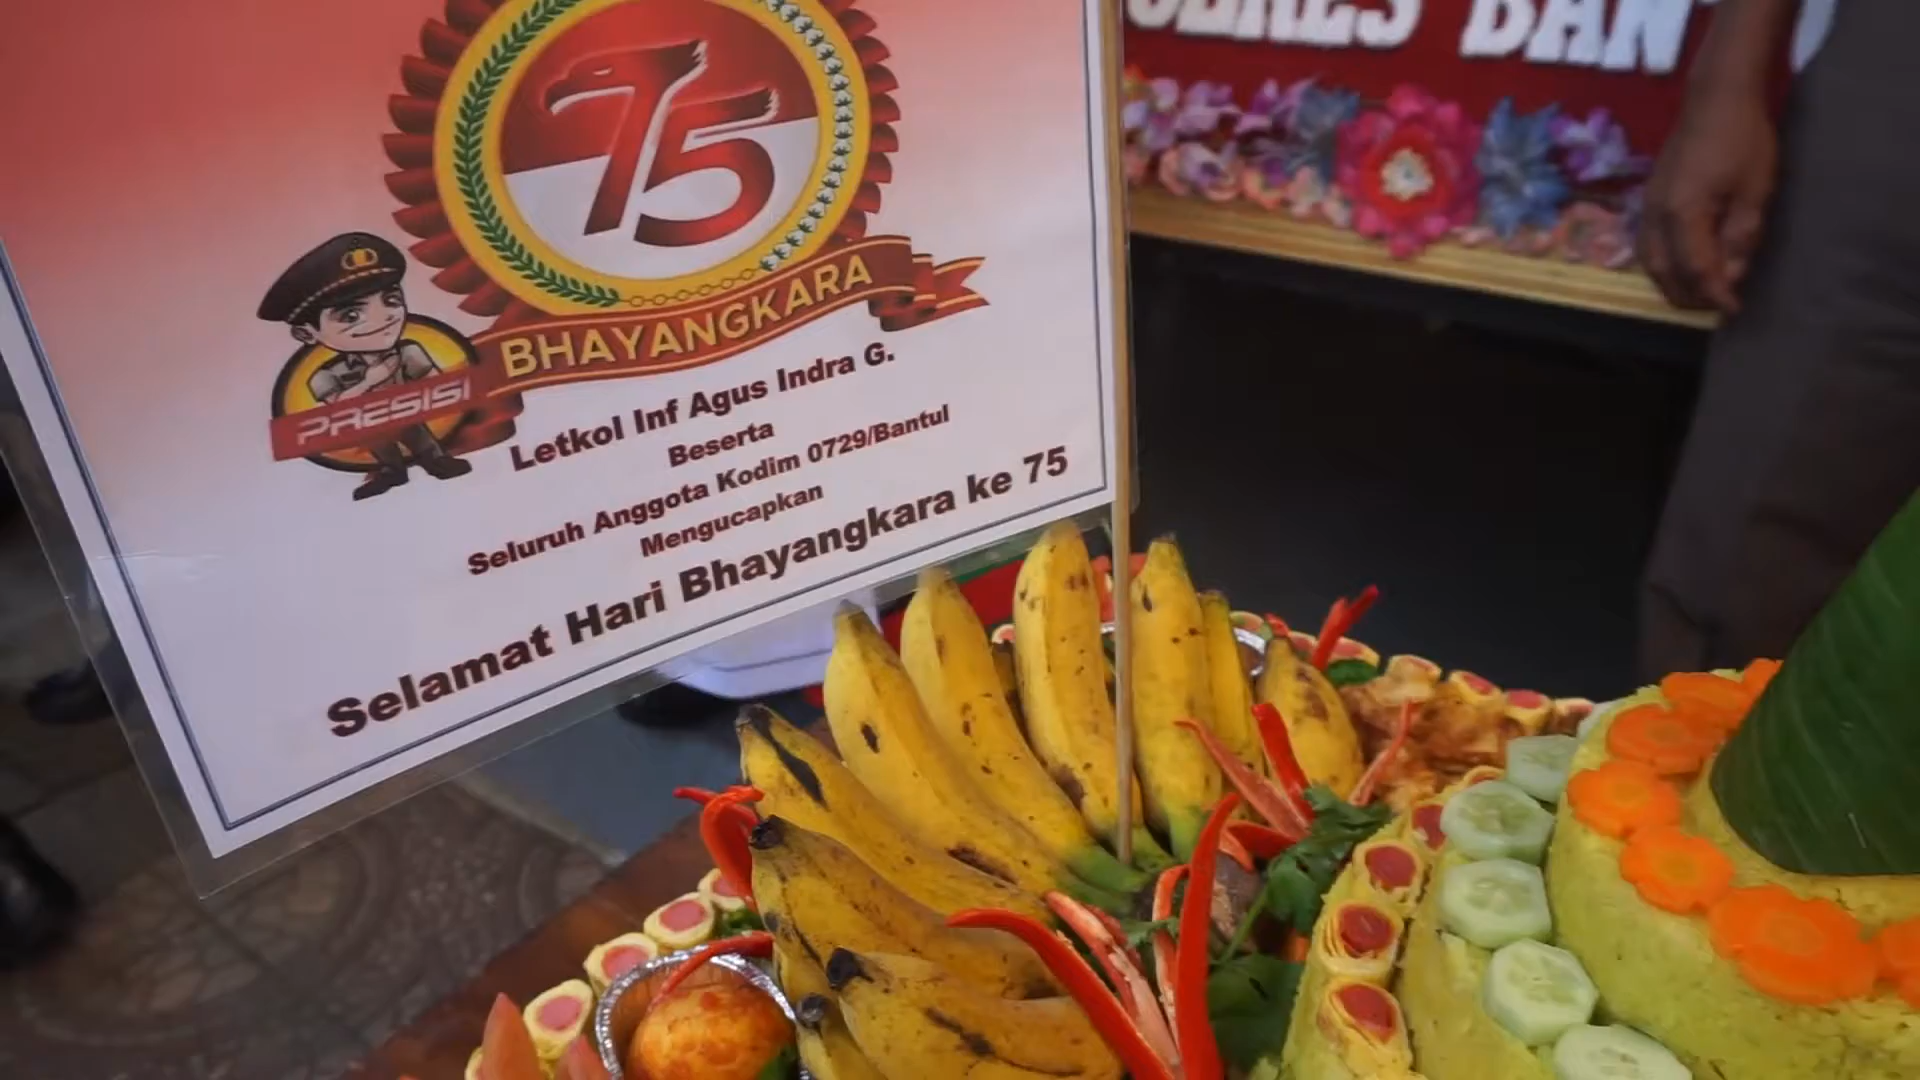 75
BHAYANGKARA
PRESISI
Letkol Inf Agus Indra G.
Beserta
Seluruh Anggota Kodim 0729/Bantul
Mengucapkan
Selamat Hari Bhayangkara ke 75